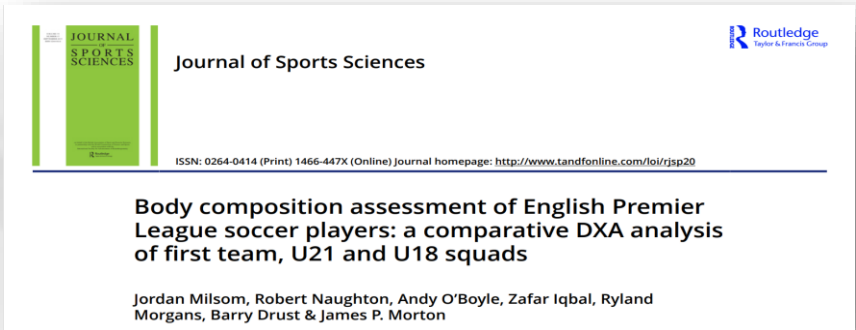 JOURNAL
OF
SPORTS
SCIENCES
Routledge
Taylor & Francis Group
Journal of Sports Sciences
ISSN: 0264-0414 (Print) 1466-447X (Online) Journal homepage: http://www.tandfonline.com/loi/rjsp20
Body composition assessment of English Premier
League soccer players: a comparative DXA analysis
of first team, U21 and U18 squads
Jordan Milsom, Robert Naughton, Andy O'Boyle, Zafar Iqbal, Ryland
Morgans, Barry Drust & James P. Morton